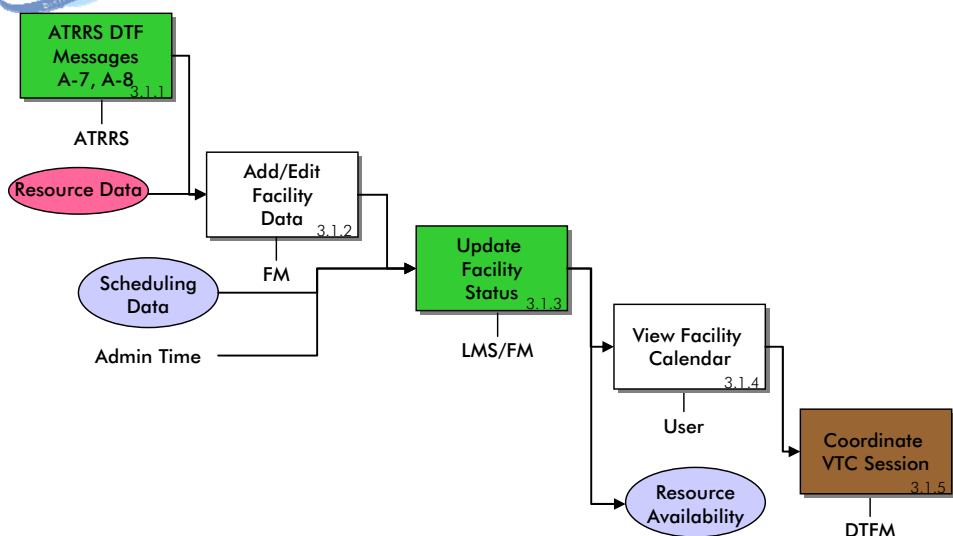 ATRRS DTF
Messages
A-7, A-8
3.1.1
ATRRS
Resource Data
Add/Edit
Facility
Data
3.1.2
FM
Scheduling
Data
Admin Time
Update
Facility
Status
3.1.3
LMS/FM
View Facility
Calendar
3.1.4
User
Resource
Availability
Coordinate
VTC Session
3.1.5
DTFM